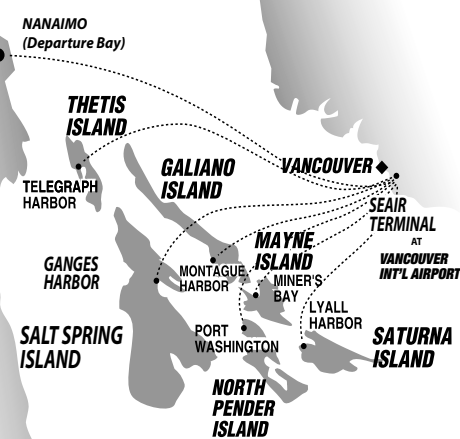 NANAIMO
(Departure Bay)
THETIS
ISLAND
TELEGRAPH
HARBOR
GALIANO
ISLAND
VANCOUVER
SEAIR
TERMINAL
AT
VANCOUVER
INT'L AIRPORT
MAYNE
ISLAND
GANGES
HARBOR
MONTAGUE
HARBOR
MINER'S
BAY
LYALL
HARBOR
SALT SPRING
ISLAND
PORT
WASHINGTON
SATURNA
ISLAND
NORTH
PENDER
ISLAND